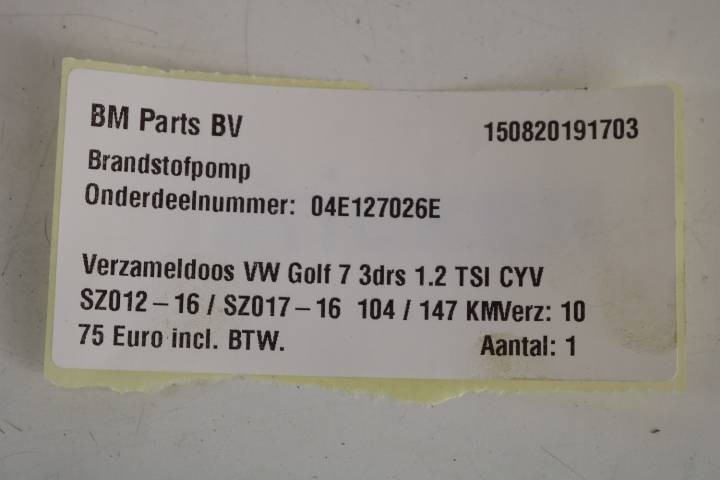 BM Parts BV 150820191703
Brandstofpomp
Onderdeelnummer: 04E127026E
Verzameldoos VW Golf 7 3drs 1.2 TSI CYV
SZ012-16 / SZ017-16 104 / 147 KMVerz: 10
75 Euro incl. BTW. Aantal: 1